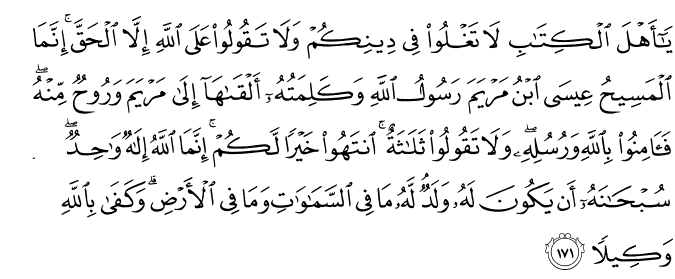 يَٰٓأَهۡلَ ٱلۡكِتَٰبِ لَا تَغۡلُواْ فِي دِينِكُمۡ وَلَا تَقُولُواْ عَلَى ٱللَّهِ إِلَّا ٱلۡحَقَّۚ إِنَّمَا
ٱلۡمَسِيحُ عِيسَى ٱبۡنُ مَرۡيَمَ رَسُولُ ٱللَّهِ وَكَلِمَتُهُۥٓ أَلۡقَىٰهَآ إِلَىٰ مَرۡيَمَ وَرُوحٞ مِّنۡهُۖ
فَـَٔامِنُواْ بِٱللَّهِ وَرُسُلِهِۦۖ وَلَا تَقُولُواْ ثَلَٰثَةٌۚ ٱنتَهُواْ خَيۡرٗا لَّكُمۡۚ إِنَّمَا ٱللَّهُ إِلَٰهٞ وَٰحِدٞۖ
سُبۡحَٰنَهُۥٓ أَن يَكُونَ لَهُۥ وَلَدٞۘ لَّهُۥ مَا فِي ٱلسَّمَٰوَٰتِ وَمَا فِي ٱلۡأَرۡضِۗ وَكَفَىٰ بِٱللَّهِ
وَكِيلٗا ١٧١